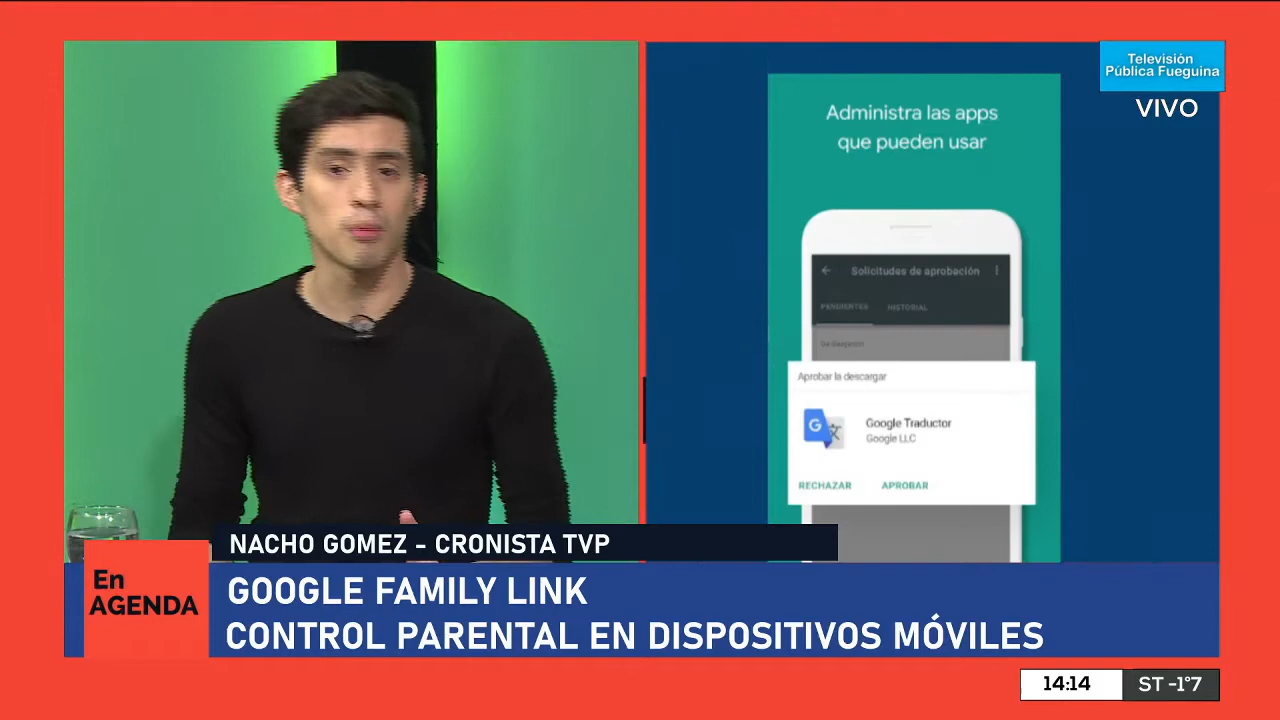 Televisión
Pública Fueguina
VIVO
Administra las apps
que pueden usar
Solicitudes de aprobación
PENDIENTES HISTORIAL
Aprobar la descargar
Google Traductor
Google LLC
RECHAZAR APROBAR
NACHO GOMEZ - CRONISTA TVP
En
AGENDA
GOOGLE FAMILY LINK
CONTROL PARENTAL EN DISPOSITIVOS MÓVILES
14:14 ST -1°7